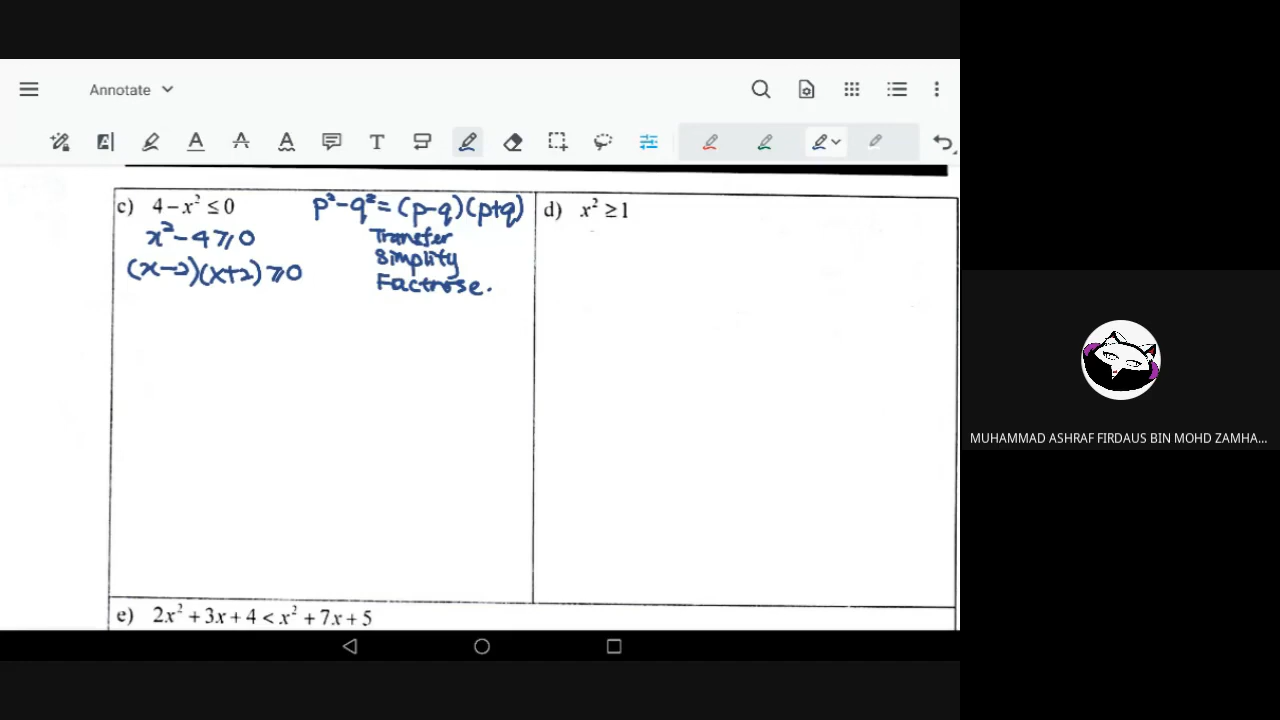 Annotate
c) 4 − x² ≤ 0
p² − q² = (p−q)(p+q)
x² − 4 ⩾ 0
Transfer
Simplify
(x−2)(x+2) ⩾ 0
Factrose.
d) x² ≥ 1
e) 2x² + 3x + 4 < x² + 7x + 5
MUHAMMAD ASHRAF FIRDAUS BIN MOHD ZAMHA...